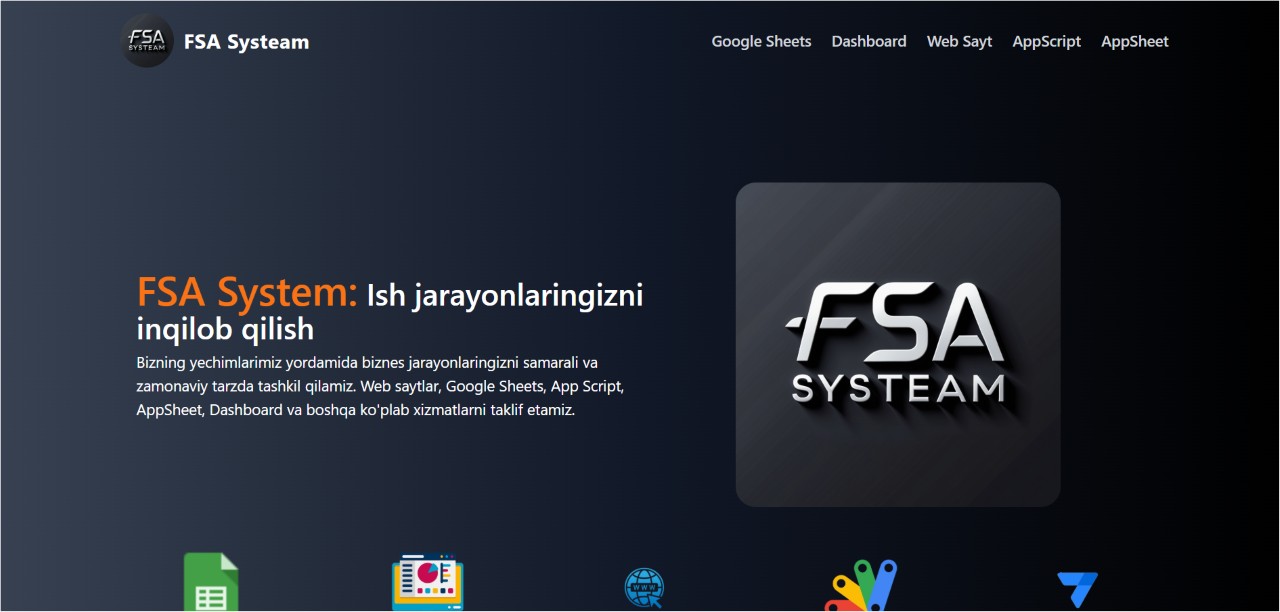 FSA
SYSTEAM
FSA Systeam
Google Sheets Dashboard Web Sayt AppScript AppSheet
FSA System: Ish jarayonlaringizni
inqilob qilish
Bizning yechimlarimiz yordamida biznes jarayonlaringizni samarali va
zamonaviy tarzda tashkil qilamiz. Web saytlar, Google Sheets, App Script,
AppSheet, Dashboard va boshqa ko'plab xizmatlarni taklif etamiz.
FSA
SYSTEAM
WWW